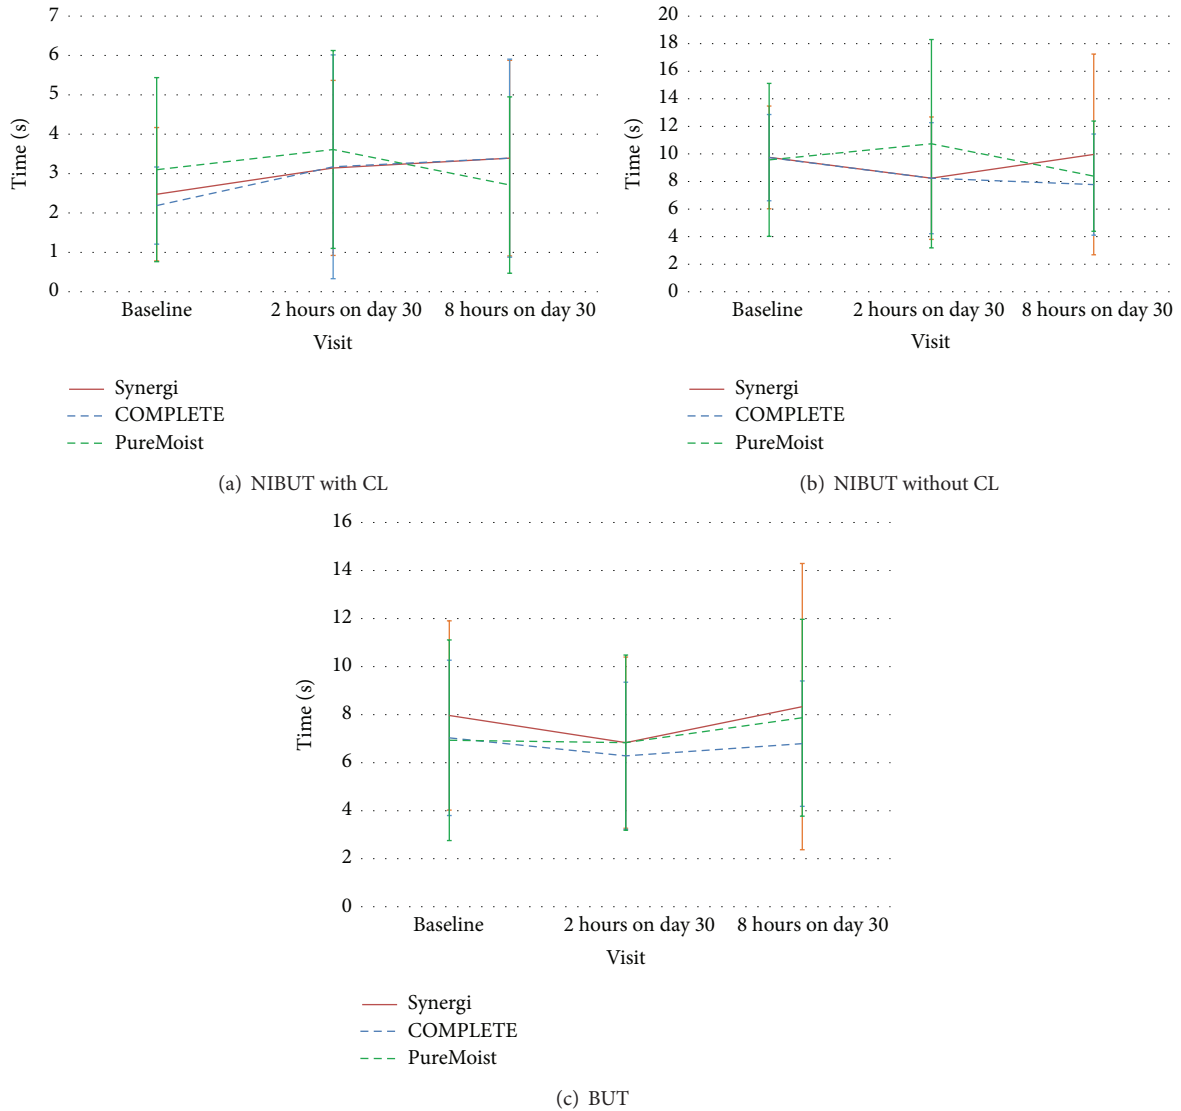 7
6
5
4
3
2
1
0
Time (s)
Baseline
2 hours on day 30
8 hours on day 30
Visit
Synergi
COMPLETE
PureMoist
(a) NIBUT with CL
20
18
16
14
12
10
8
6
4
2
0
Time (s)
Baseline
2 hours on day 30
8 hours on day 30
Visit
Synergi
COMPLETE
PureMoist
(b) NIBUT without CL
16
14
12
10
8
6
4
2
0
Time (s)
Baseline
2 hours on day 30
8 hours on day 30
Visit
Synergi
COMPLETE
PureMoist
(c) BUT